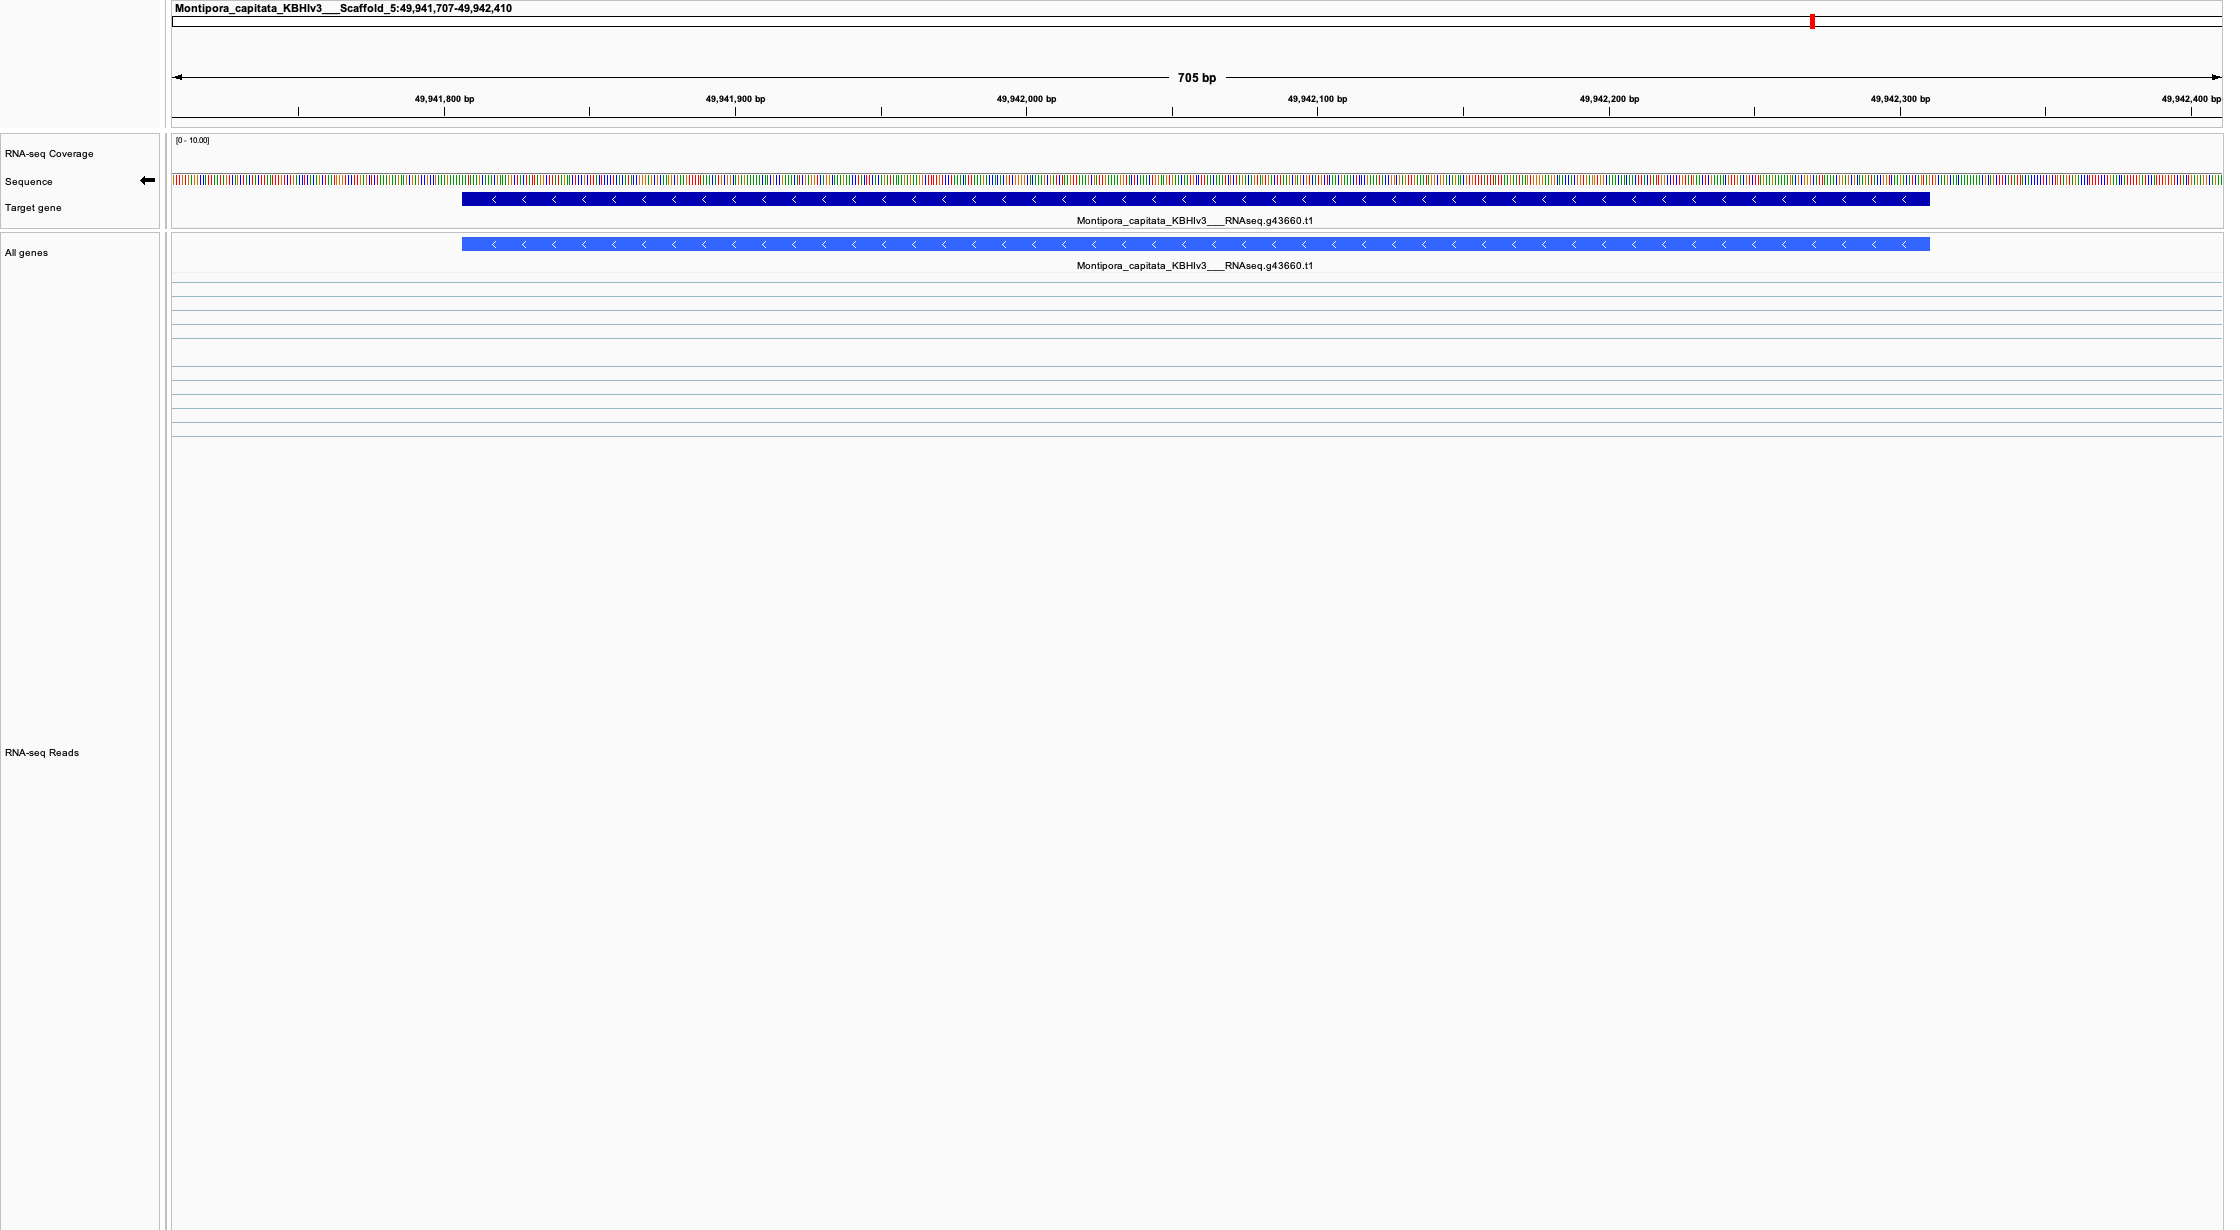 Montipora_capitata_KBHIv3___Scaffold_5:49,941,707-49,942,410
705 bp
49,941,800 bp 49,941,900 bp 49,942,000 bp 49,942,100 bp 49,942,200 bp 49,942,300 bp 49,942,400 bp
[0 - 10.00]
RNA-seq Coverage
Sequence
Target gene
Montipora_capitata_KBHIv3___RNAseq.g43660.t1
All genes
Montipora_capitata_KBHIv3___RNAseq.g43660.t1
RNA-seq Reads